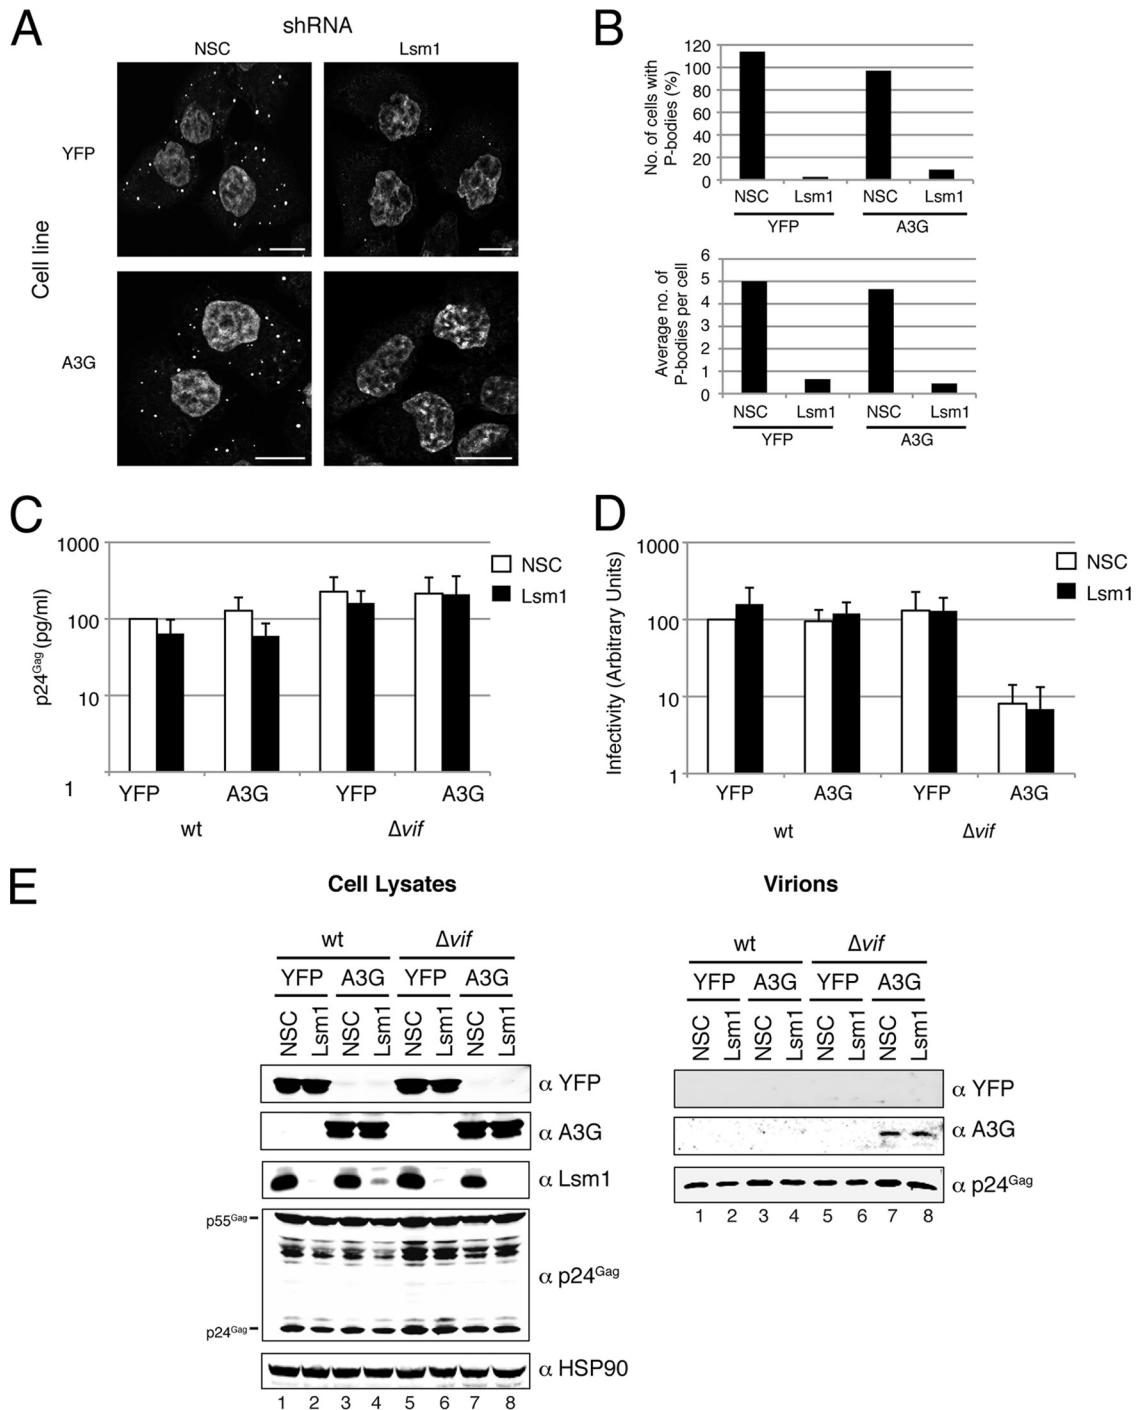 A
shRNA
NSC
Lsm1
YFP
A3G
Cell line
B
No. of cells with
P-bodies (%)
120
100
80
60
40
20
0
NSC Lsm1 NSC Lsm1
YFP A3G
Average no. of
P-bodies per cell
6
5
4
3
2
1
0
NSC Lsm1 NSC Lsm1
YFP A3G
C
p24Gag (pg/ml)
1000
100
10
1
NSC
Lsm1
YFP A3G YFP A3G
wt Δvif
D
Infectivity (Arbitrary Units)
1000
100
10
1
NSC
Lsm1
YFP A3G YFP A3G
wt Δvif
E
Cell Lysates
wt Δvif
YFP A3G YFP A3G
NSC Lsm1 NSC Lsm1 NSC Lsm1 NSC Lsm1
α YFP
α A3G
α Lsm1
p55Gag
α p24Gag
p24Gag
α HSP90
1 2 3 4 5 6 7 8
Virions
wt Δvif
YFP A3G YFP A3G
NSC Lsm1 NSC Lsm1 NSC Lsm1 NSC Lsm1
α YFP
α A3G
α p24Gag
1 2 3 4 5 6 7 8